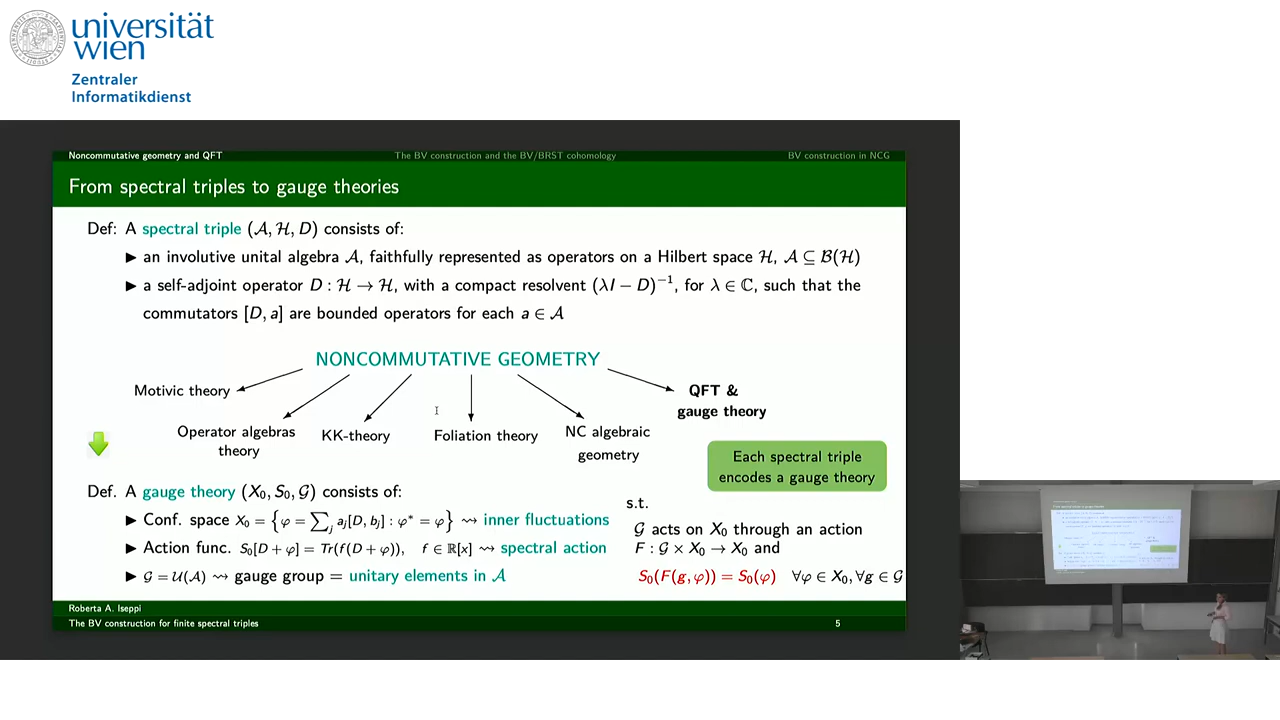 universität
wien
Zentraler
Informatikdienst
Noncommutative geometry and QFT The BV construction and the BV/BRST cohomology BV construction in NCG
From spectral triples to gauge theories
Def: A spectral triple (𝒜, ℋ, D) consists of:
▶ an involutive unital algebra 𝒜, faithfully represented as operators on a Hilbert space ℋ, 𝒜 ⊆ ℬ(ℋ)
▶ a self-adjoint operator D : ℋ → ℋ, with a compact resolvent (λI − D)⁻¹, for λ ∈ ℂ, such that the
commutators [D, a] are bounded operators for each a ∈ 𝒜
NONCOMMUTATIVE GEOMETRY
Motivic theory
Operator algebras
theory
KK-theory
Foliation theory
NC algebraic
geometry
QFT &
gauge theory
Each spectral triple
encodes a gauge theory
Def. A gauge theory (X₀, S₀, 𝒢) consists of:
▶ Conf. space X₀ = {φ = ∑ⱼ aⱼ[D, bⱼ] : φ* = φ} ⇝ inner fluctuations
▶ Action func. S₀[D + φ] = Tr(f(D + φ)), f ∈ ℝ[x] ⇝ spectral action
▶ 𝒢 = 𝒰(𝒜) ⇝ gauge group = unitary elements in 𝒜
s.t.
𝒢 acts on X₀ through an action
F : 𝒢 × X₀ → X₀ and
S₀(F(g, φ)) = S₀(φ) ∀φ ∈ X₀, ∀g ∈ 𝒢
Roberta A. Iseppi
The BV construction for finite spectral triples 5